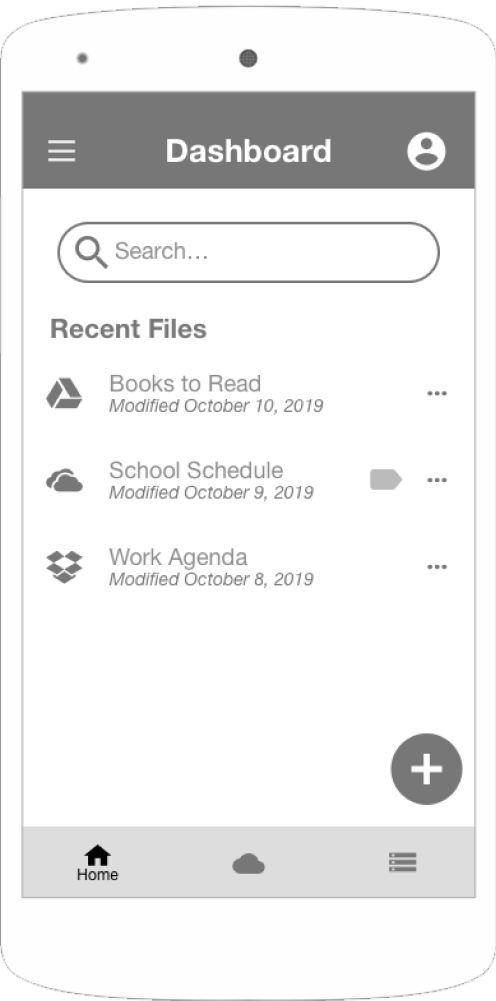 Dashboard
Search...
Recent Files
Books to Read
Modified October 10, 2019
School Schedule
Modified October 9, 2019
Work Agenda
Modified October 8, 2019
Home